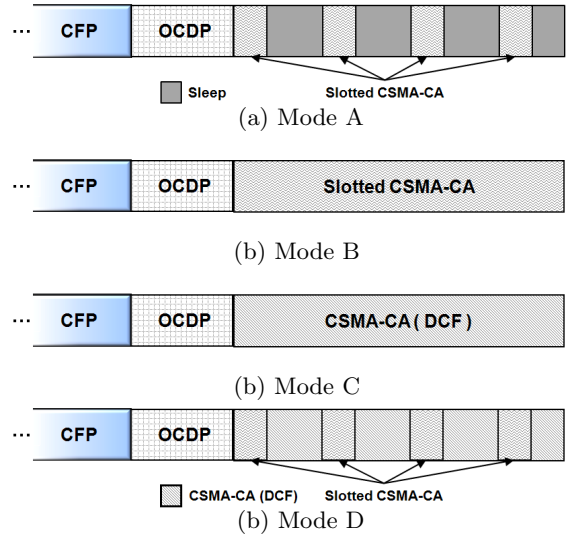 ... CFP OCDP
Sleep Slotted CSMA-CA
(a) Mode A
... CFP OCDP Slotted CSMA-CA
(b) Mode B
... CFP OCDP CSMA-CA ( DCF )
(b) Mode C
... CFP OCDP
CSMA-CA (DCF) Slotted CSMA-CA
(b) Mode D